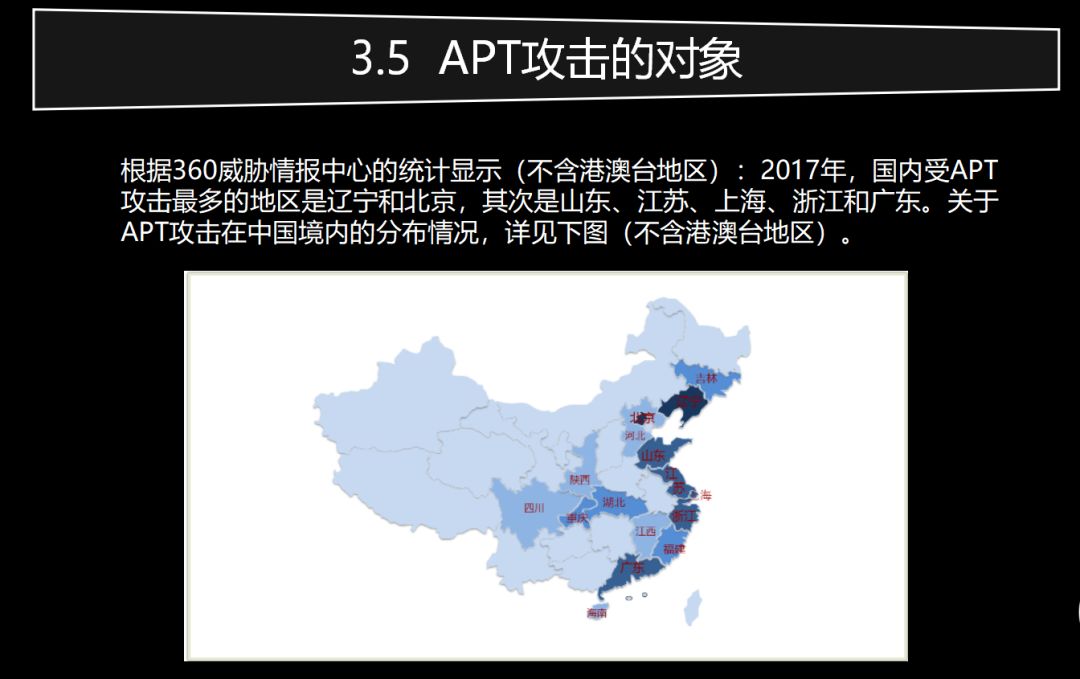 3.5 APT攻击的对象
根据360威胁情报中心的统计显示（不含港澳台地区）：2017年，国内受APT
攻击最多的地区是辽宁和北京，其次是山东、江苏、上海、浙江和广东。关于
APT攻击在中国境内的分布情况，详见下图（不含港澳台地区）。
吉林
辽宁
北京
河北
山东
江
苏
陕西
海
四川
湖北
重庆
浙江
江西
福建
广东
海南